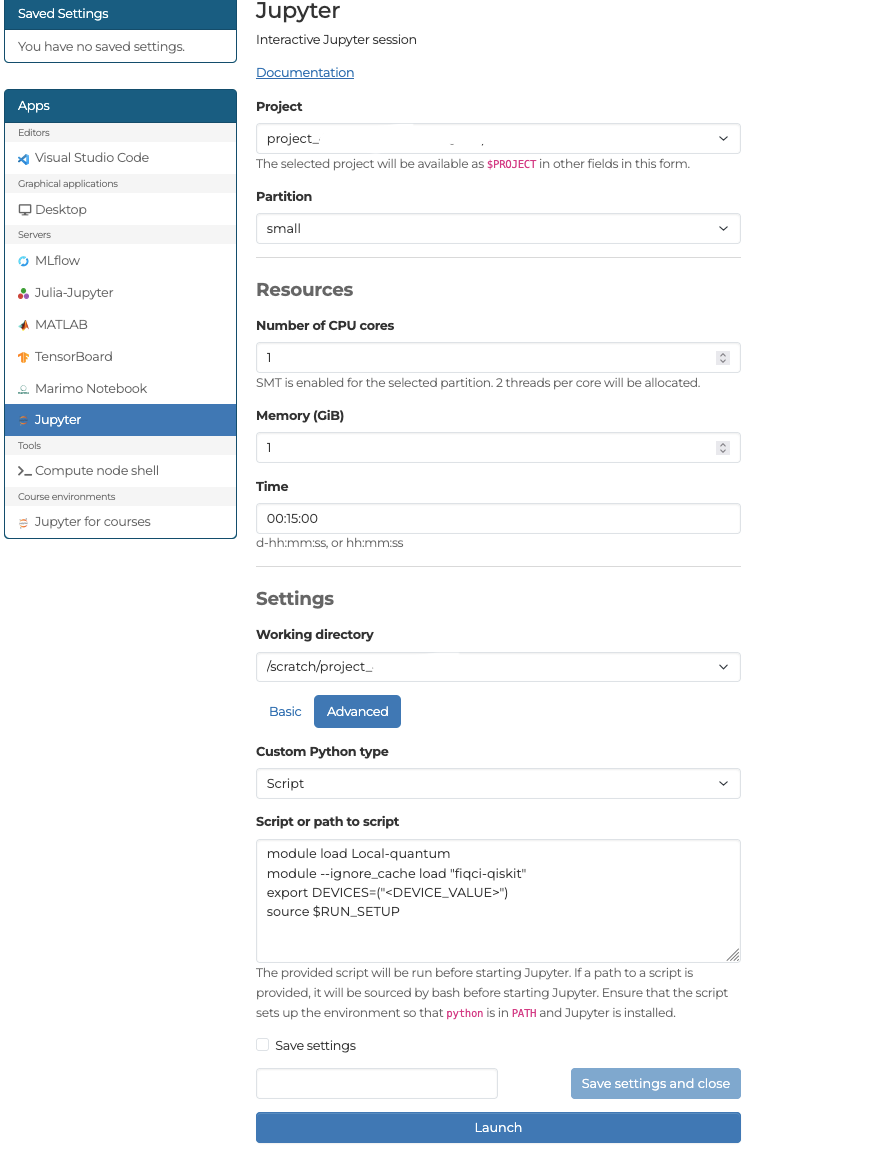 Saved Settings
You have no saved settings.
Apps
Editors
Visual Studio Code
Graphical applications
Desktop
Servers
MLflow
Julia-Jupyter
MATLAB
TensorBoard
Marimo Notebook
Jupyter
Tools
Compute node shell
Course environments
Jupyter for courses
Jupyter
Interactive Jupyter session
Documentation
Project
project_
The selected project will be available as $PROJECT in other fields in this form.
Partition
small
Resources
Number of CPU cores
1
SMT is enabled for the selected partition. 2 threads per core will be allocated.
Memory (GiB)
1
Time
00:15:00
d-hh:mm:ss, or hh:mm:ss
Settings
Working directory
/scratch/project_
Basic Advanced
Custom Python type
Script
Script or path to script
module load Local-quantum
module --ignore_cache load "fiqci-qiskit"
export DEVICES=("<DEVICE_VALUE>")
source $RUN_SETUP
The provided script will be run before starting Jupyter. If a path to a script is
provided, it will be sourced by bash before starting Jupyter. Ensure that the script
sets up the environment so that python is in PATH and Jupyter is installed.
Save settings
Save settings and close
Launch